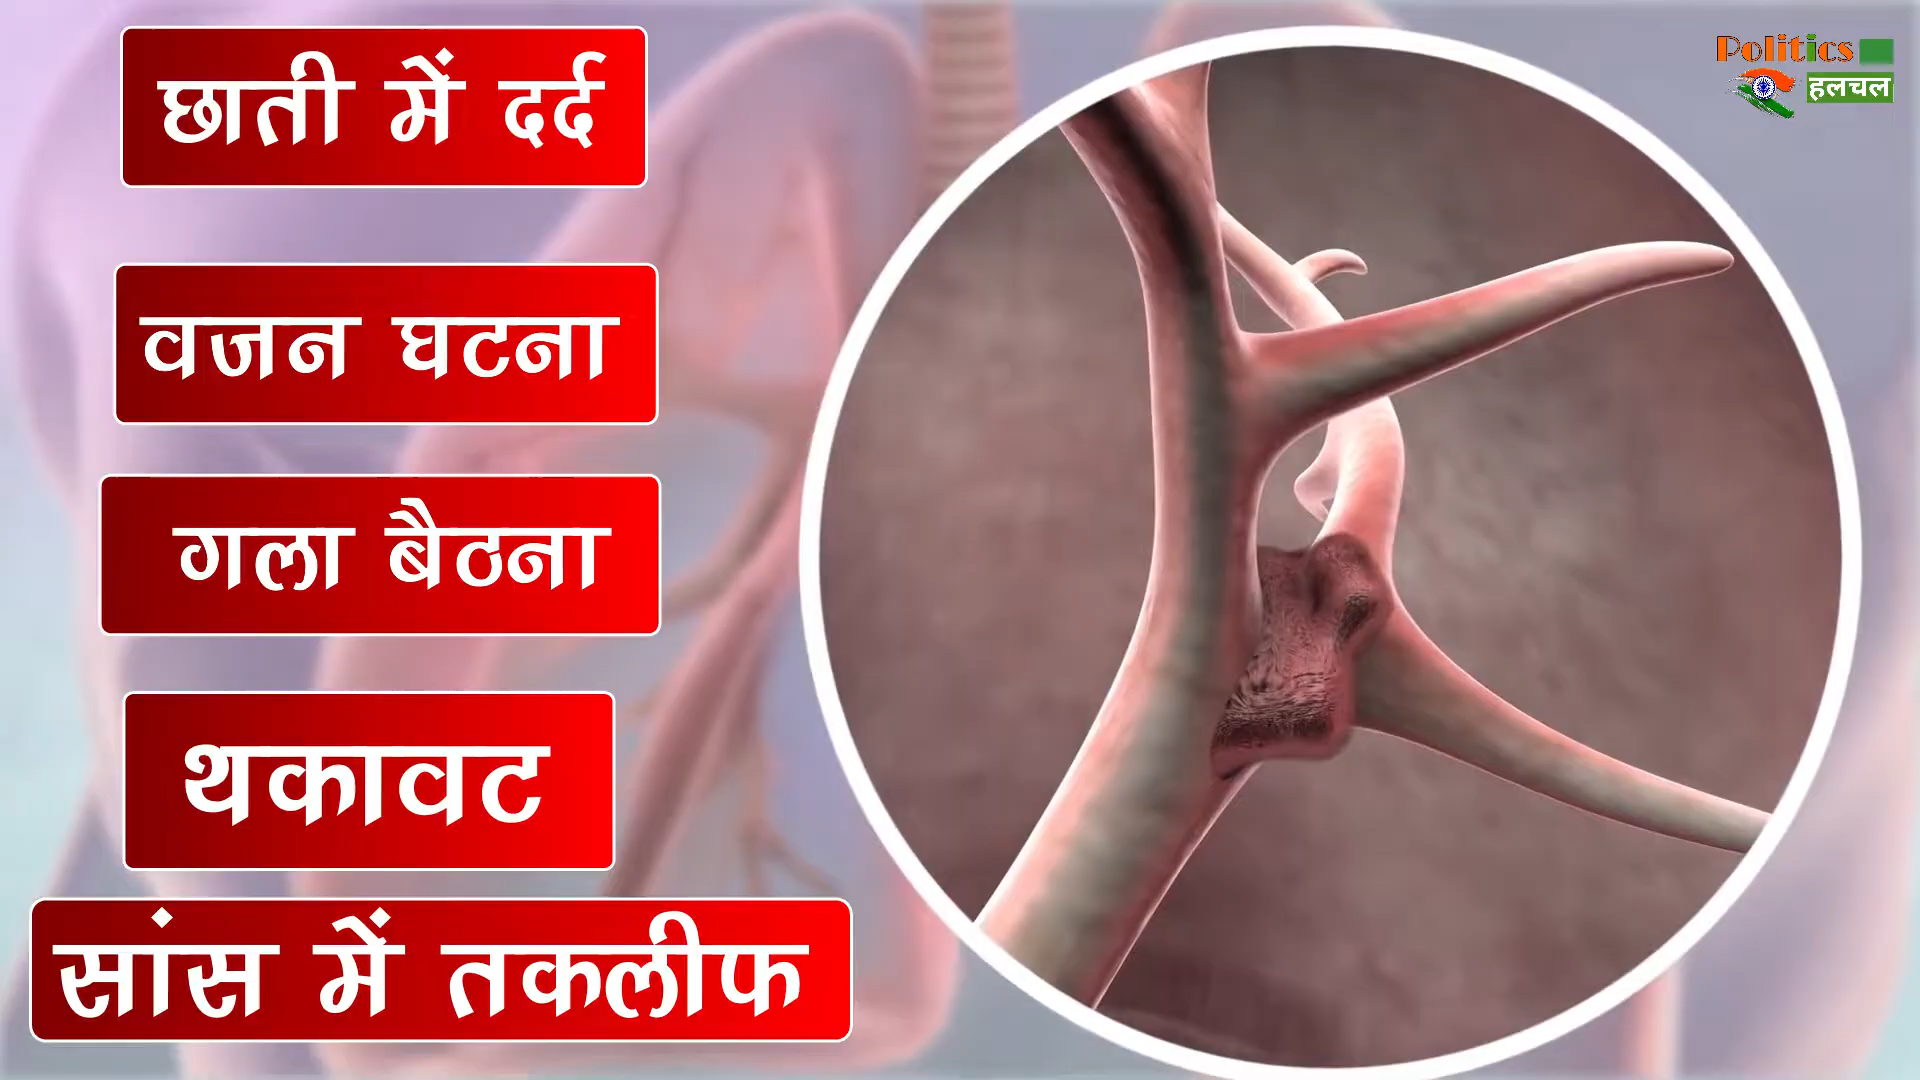 छाती में दर्द
Politics
हलचल
वजन घटना
गला बैठना
थकावट
सांस में तकलीफ